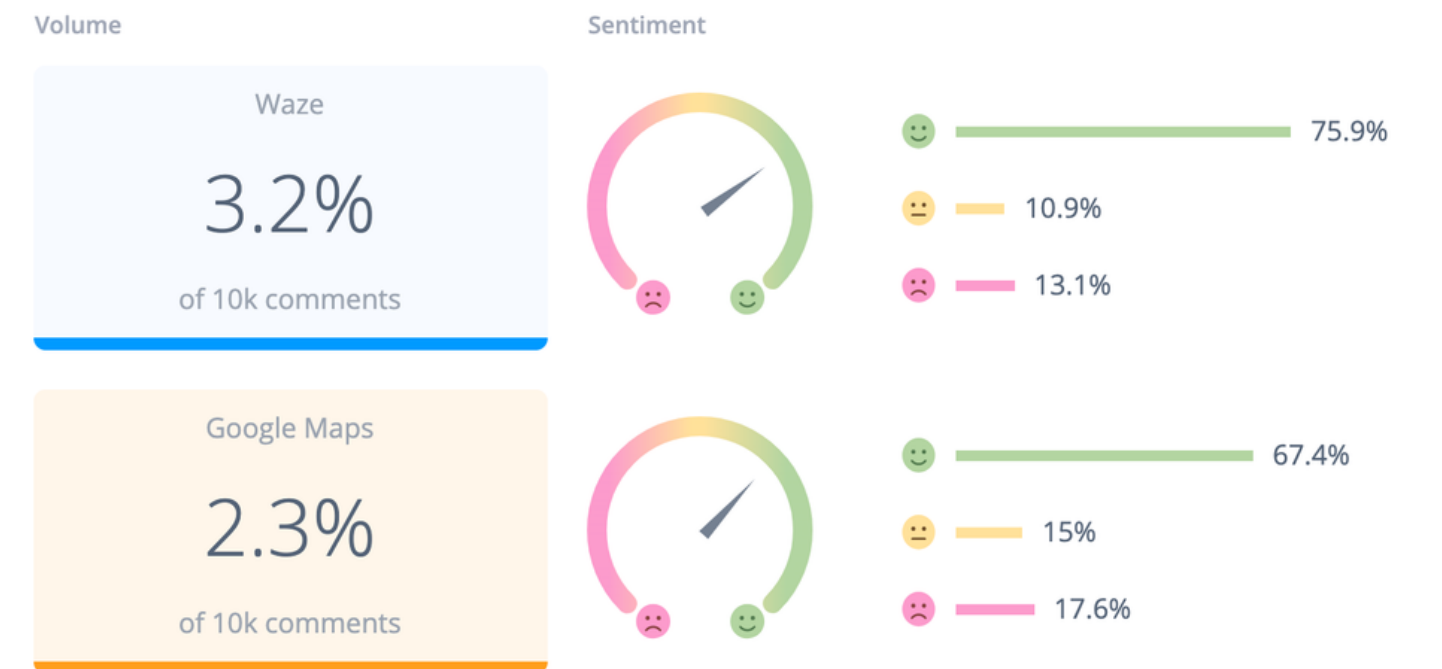 Volume
Sentiment
Waze
3.2%
of 10k comments
75.9%
10.9%
13.1%
Google Maps
2.3%
of 10k comments
67.4%
15%
17.6%